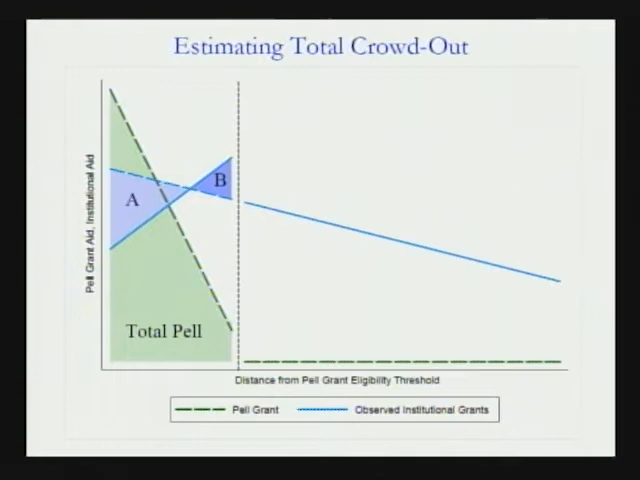 Estimating Total Crowd-Out
Pell Grant Aid, Institutional Aid
A
B
Total Pell
Distance from Pell Grant Eligibility Threshold
Pell Grant
Observed Institutional Grants